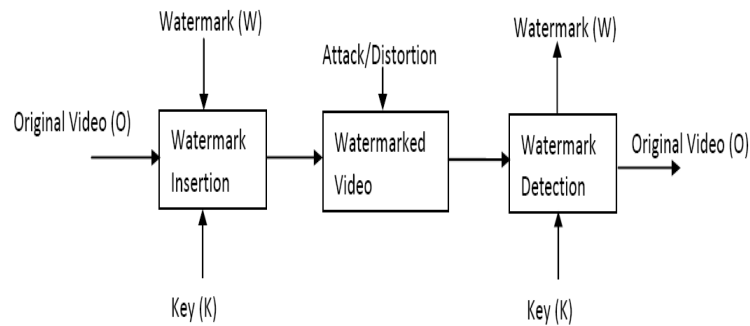 Watermark (W)
Attack/Distortion
Watermark (W)
Original Video (O)
Watermark
Insertion
Watermarked
Video
Watermark
Detection
Original Video (O)
Key (K)
Key (K)